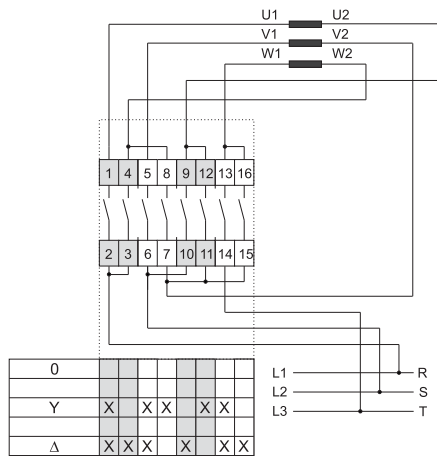 U1 U2
V1 V2
W1 W2
1 4 5 8 9 12 13 16
2 3 6 7 10 11 14 15
0
Y X X X X X
Δ X X X X X X
L1 R
L2 S
L3 T